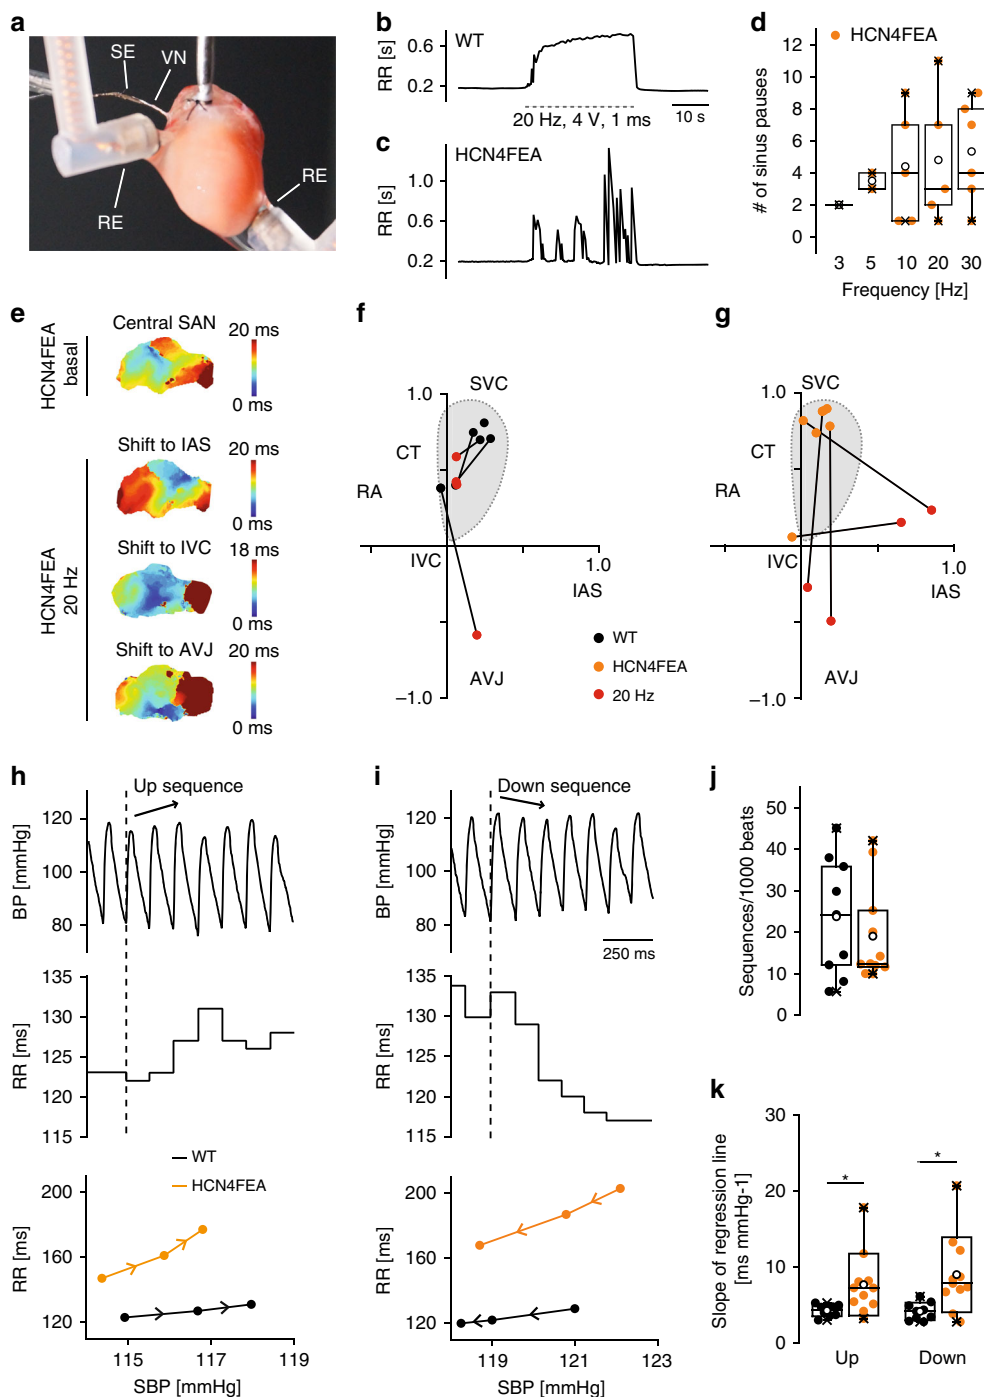 a
SE
VN
RE
RE
b
WT
RR [s]
0.6
0.2
20 Hz, 4 V, 1 ms
10 s
c
HCN4FEA
RR [s]
1.0
0.6
0.2
d
HCN4FEA
# of sinus pauses
12
10
8
6
4
2
0
3 5 10 20 30
Frequency [Hz]
e
HCN4FEA
basal
Central SAN
20 ms
0 ms
HCN4FEA
20 Hz
Shift to IAS
20 ms
0 ms
Shift to IVC
18 ms
0 ms
Shift to AVJ
20 ms
0 ms
f
SVC
1.0
CT
RA
IVC
1.0
IAS
WT
HCN4FEA
20 Hz
AVJ
–1.0
g
SVC
1.0
CT
RA
IVC
1.0
IAS
AVJ
–1.0
h
Up sequence
BP [mmHg]
120
100
80
RR [ms]
135
130
125
120
115
WT
HCN4FEA
RR [ms]
200
160
120
115 117 119
SBP [mmHg]
i
Down sequence
BP [mmHg]
120
100
80
250 ms
RR [ms]
135
130
125
120
115
RR [ms]
200
160
120
119 121 123
SBP [mmHg]
j
Sequences/1000 beats
50
40
30
20
10
0
k
Slope of regression line
[ms mmHg-1]
30
20
10
0
*
*
Up Down